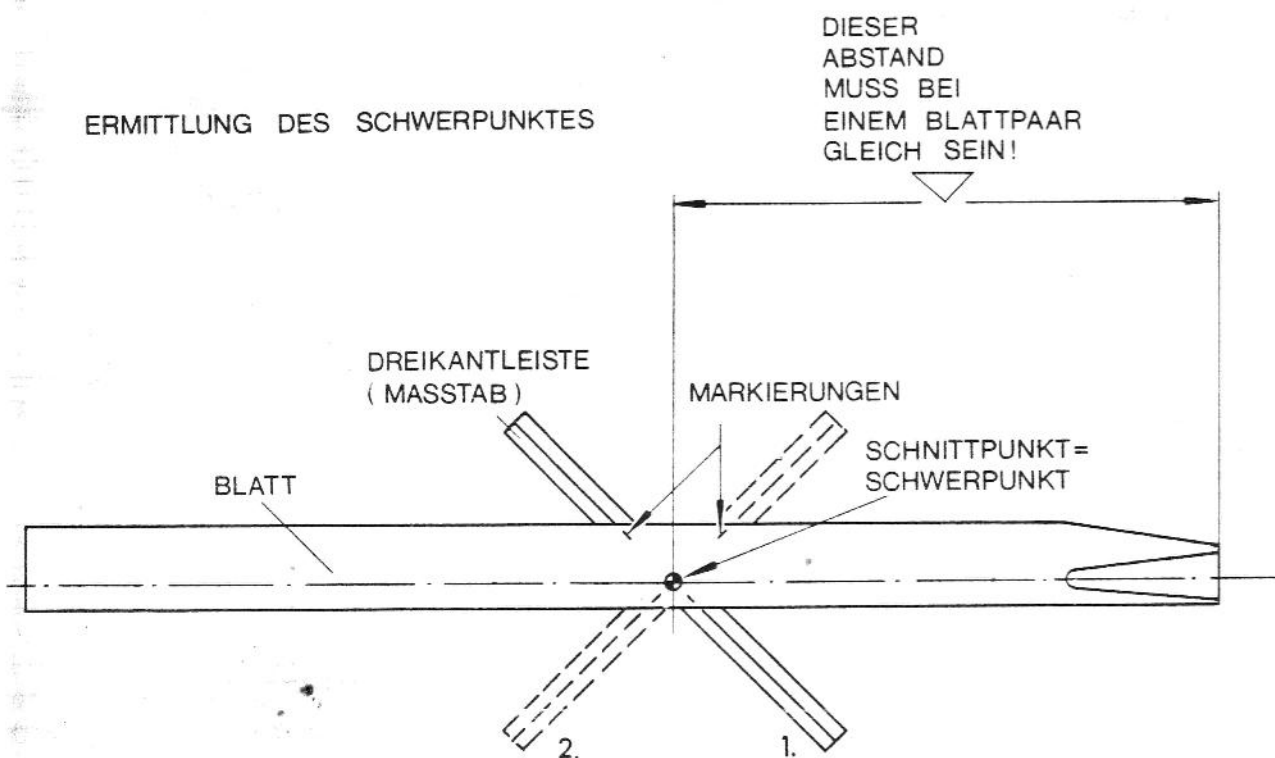 DIESER
ABSTAND
MUSS BEI
EINEM BLATTPAAR
GLEICH SEIN!
ERMITTLUNG DES SCHWERPUNKTES
DREIKANTLEISTE
( MASSTAB )
MARKIERUNGEN
SCHNITTPUNKT=
SCHWERPUNKT
BLATT
2.
1.